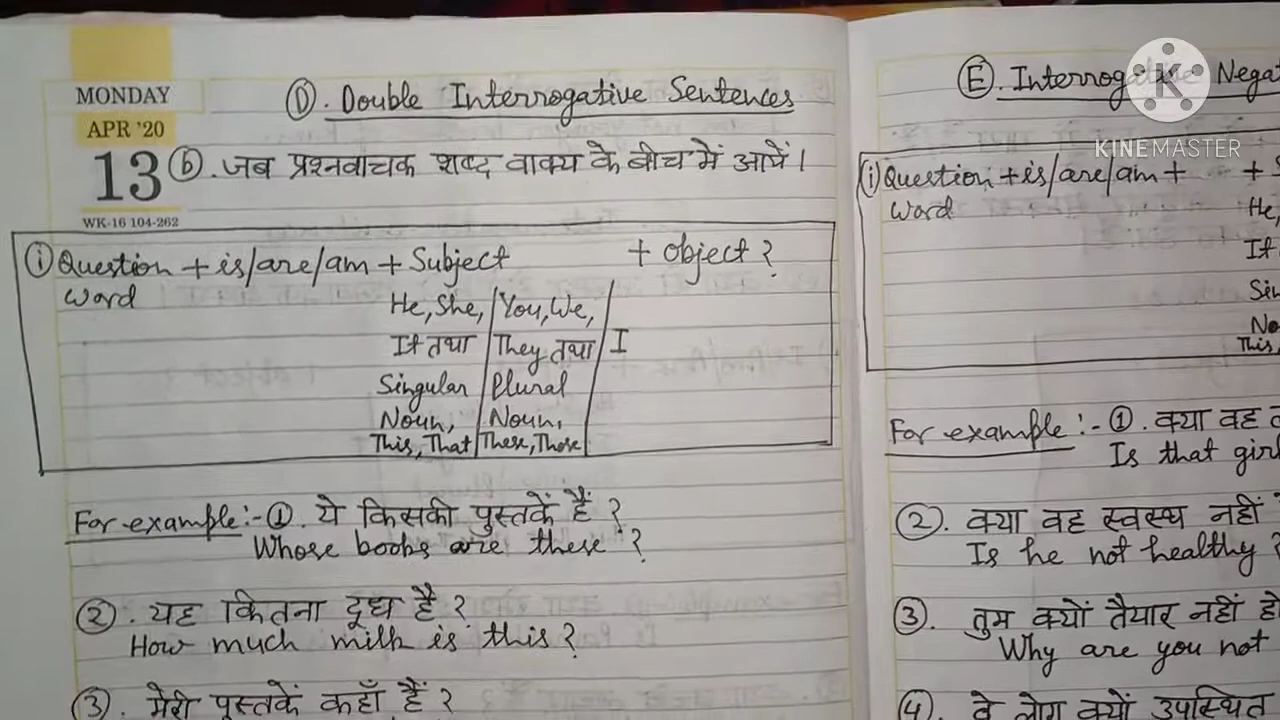 MONDAY
APR '20
13
WK-16 104-262
(D). Double Interrogative Sentences
(b). जब प्रश्नवाचक शब्द वाक्य के बीच में आयें।
(i) Question + is/are/am + Subject + Object?
Word
He, She, You, We,
It तथा They तथा I
Singular Plural
Noun, Noun,
This, That These, Those
For example:- (1). ये किसकी पुस्तकें हैं?
Whose books are these?
(2). यह कितना दूध है?
How much milk is this?
(3). मेरी पुस्तकें कहाँ हैं?
(E). Interrogative Negat
KINEMASTER
(i) Question + is/are/am + + S
Word
He,
It
Sin
No
This,
For example:- (1). क्या वह
Is that girl
(2). क्या वह स्वस्थ नहीं
Is he not healthy?
(3). तुम क्यों तैयार नहीं हो
Why are you not
(4). वे लोग क्यों उपस्थित